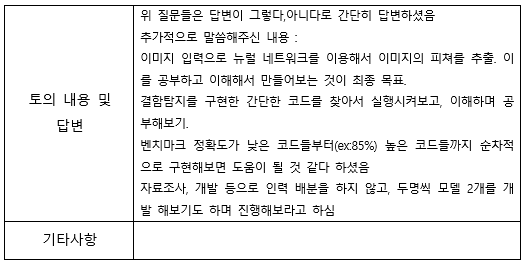 위 질문들은 답변이 그렇다,아니다로 간단히 답변하셨음
추가적으로 말씀해주신 내용 :
이미지 입력으로 뉴럴 네트워크를 이용해서 이미지의 피쳐를 추출. 이
를 공부하고 이해해서 만들어보는 것이 최종 목표.
토의 내용 및
답변
결함탐지를 구현한 간단한 코드를 찾아서 실행시켜보고, 이해하며 공
부해보기.
벤치마크 정확도가 낮은 코드들부터(ex:85%) 높은 코드들까지 순차적
으로 구현해보면 도움이 될 것 같다 하셨음
자료조사, 개발 등으로 인력 배분을 하지 않고, 두명씩 모델 2개를 개
발 해보기도 하며 진행해보라고 하심
기타사항